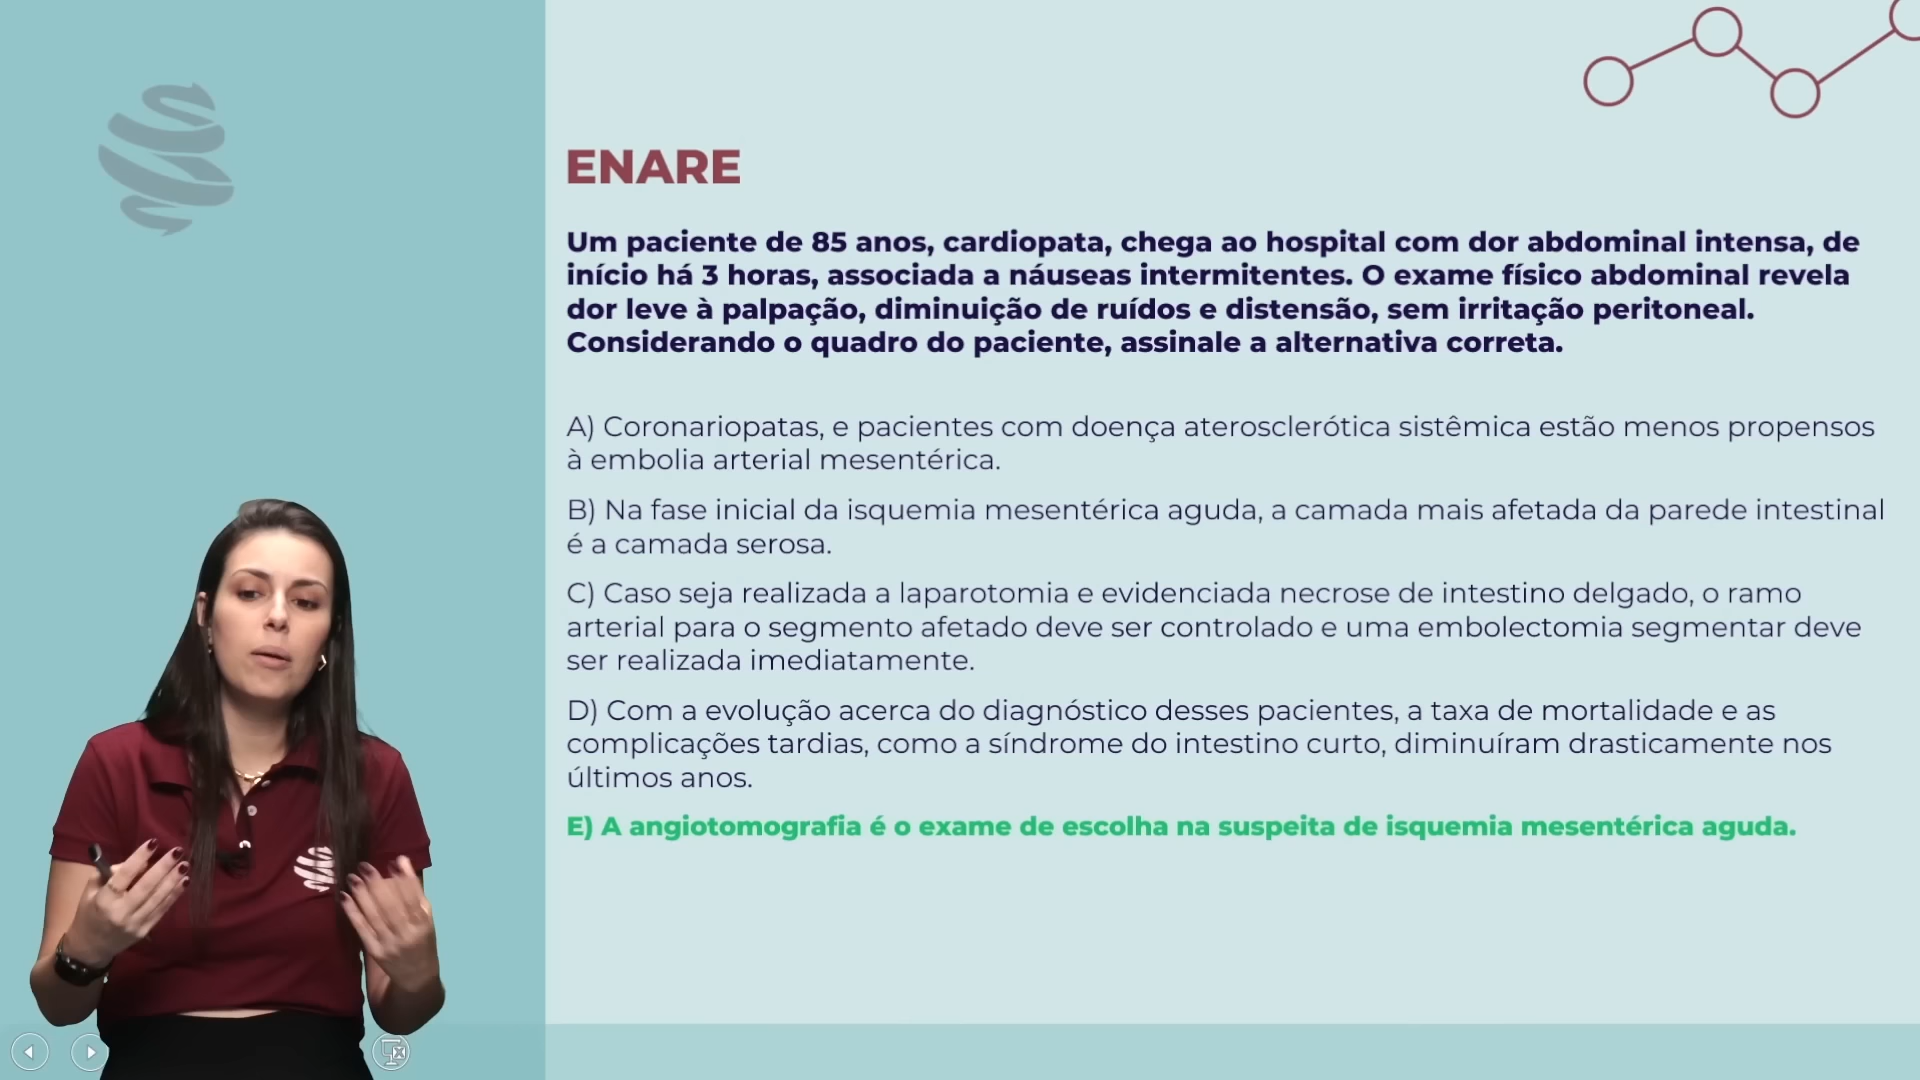 ENARE
Um paciente de 85 anos, cardiopata, chega ao hospital com dor abdominal intensa, de
início há 3 horas, associada a náuseas intermitentes. O exame físico abdominal revela
dor leve à palpação, diminuição de ruídos e distensão, sem irritação peritoneal.
Considerando o quadro do paciente, assinale a alternativa correta.
A) Coronariopatas, e pacientes com doença aterosclerótica sistêmica estão menos propensos
à embolia arterial mesentérica.
B) Na fase inicial da isquemia mesentérica aguda, a camada mais afetada da parede intestinal
é a camada serosa.
C) Caso seja realizada a laparotomia e evidenciada necrose de intestino delgado, o ramo
arterial para o segmento afetado deve ser controlado e uma embolectomia segmentar deve
ser realizada imediatamente.
D) Com a evolução acerca do diagnóstico desses pacientes, a taxa de mortalidade e as
complicações tardias, como a síndrome do intestino curto, diminuíram drasticamente nos
últimos anos.
E) A angiotomografia é o exame de escolha na suspeita de isquemia mesentérica aguda.